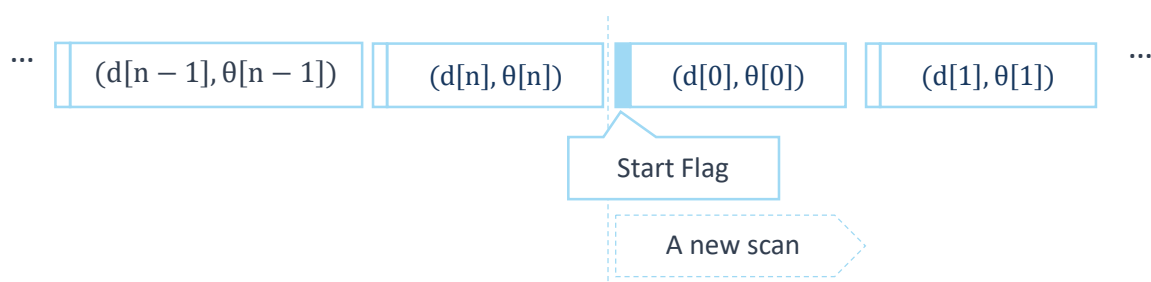 ... (d[n − 1], θ[n − 1]) (d[n], θ[n]) (d[0], θ[0]) (d[1], θ[1]) ...
Start Flag
A new scan